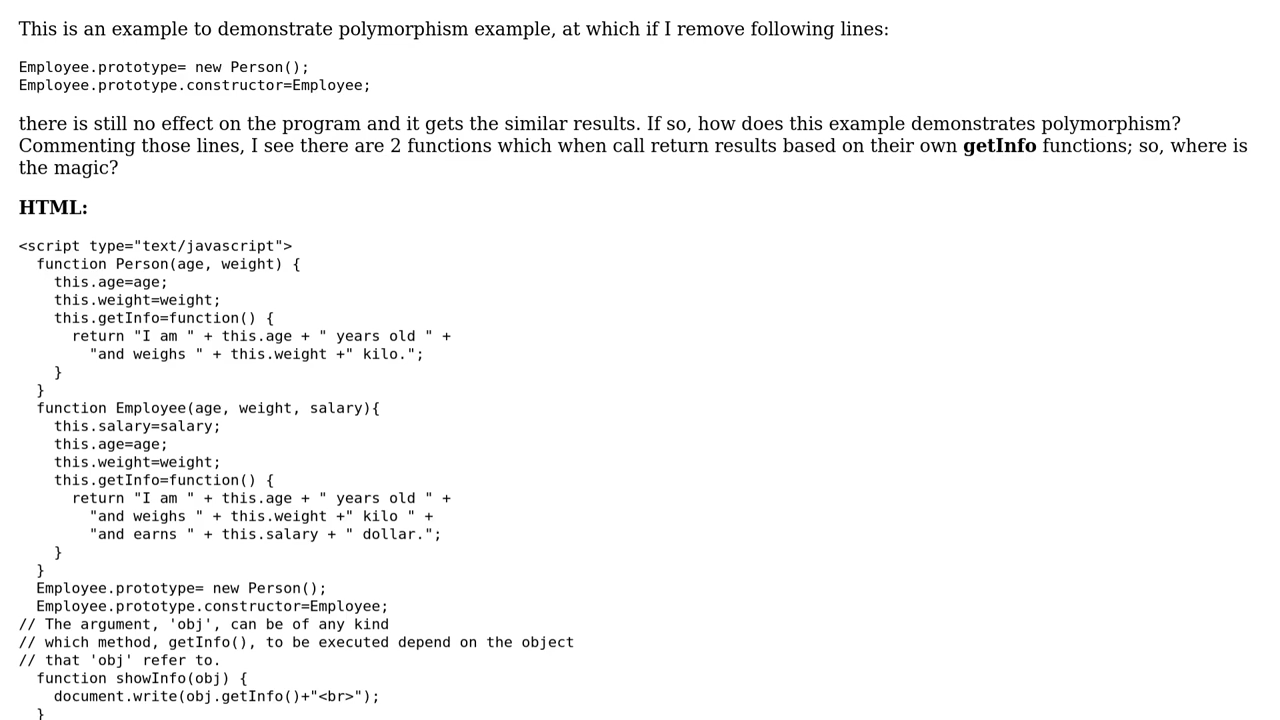 This is an example to demonstrate polymorphism example, at which if I remove following lines:
Employee.prototype= new Person();
Employee.prototype.constructor=Employee;
there is still no effect on the program and it gets the similar results. If so, how does this example demonstrates polymorphism?
Commenting those lines, I see there are 2 functions which when call return results based on their own getInfo functions; so, where is
the magic?
HTML:
<script type="text/javascript">
  function Person(age, weight) {
    this.age=age;
    this.weight=weight;
    this.getInfo=function() {
      return "I am " + this.age + " years old " +
        "and weighs " + this.weight +" kilo.";
    }
  }
  function Employee(age, weight, salary){
    this.salary=salary;
    this.age=age;
    this.weight=weight;
    this.getInfo=function() {
      return "I am " + this.age + " years old " +
        "and weighs " + this.weight +" kilo " +
        "and earns " + this.salary + " dollar.";
    }
  }
  Employee.prototype= new Person();
  Employee.prototype.constructor=Employee;
// The argument, 'obj', can be of any kind
// which method, getInfo(), to be executed depend on the object
// that 'obj' refer to.
  function showInfo(obj) {
    document.write(obj.getInfo()+"<br>");
  }